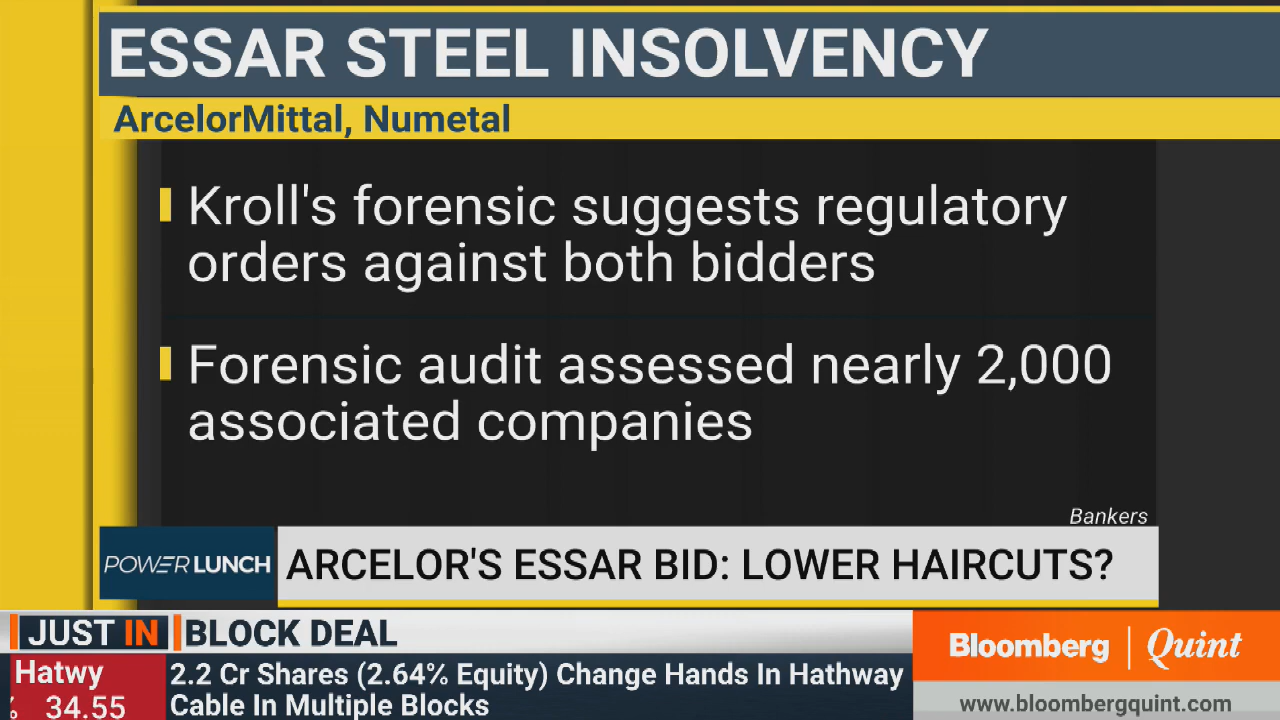 ESSAR STEEL INSOLVENCY
ArcelorMittal, Numetal
Kroll's forensic suggests regulatory
orders against both bidders
Forensic audit assessed nearly 2,000
associated companies
Bankers
POWER LUNCH
ARCELOR'S ESSAR BID: LOWER HAIRCUTS?
JUST IN
BLOCK DEAL
Bloomberg | Quint
Hatwy
% 34.55
2.2 Cr Shares (2.64% Equity) Change Hands In Hathway
Cable In Multiple Blocks
www.bloombergquint.com